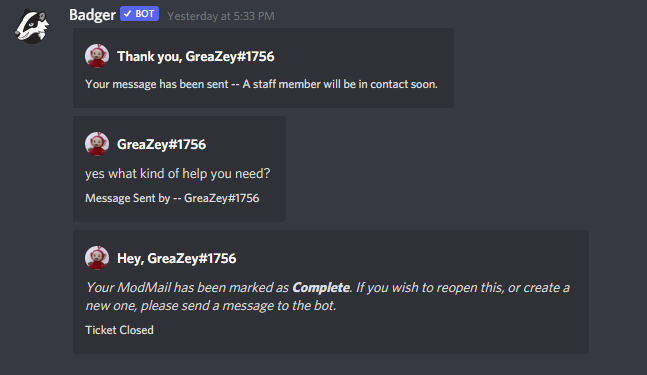 Badger ✓ BOT Yesterday at 5:33 PM
Thank you, GreaZey#1756
Your message has been sent -- A staff member will be in contact soon.
GreaZey#1756
yes what kind of help you need?
Message Sent by -- GreaZey#1756
Hey, GreaZey#1756
Your ModMail has been marked as Complete. If you wish to reopen this, or create a
new one, please send a message to the bot.
Ticket Closed